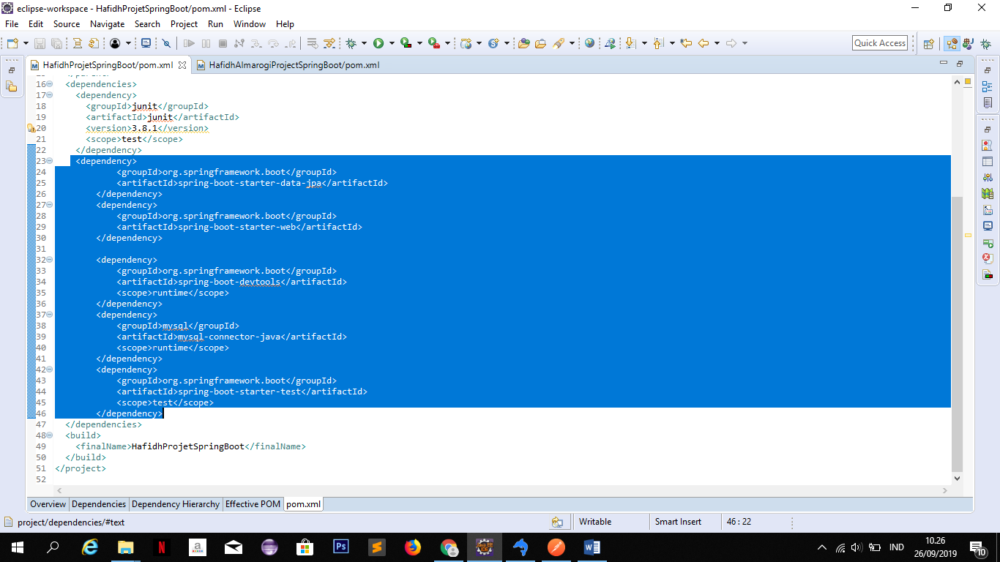 eclipse-workspace - HafidhProjetSpringBoot/pom.xml - Eclipse
File Edit Source Navigate Search Project Run Window Help
Quick Access
HafidhProjetSpringBoot/pom.xml HafidhAlmarogiProjectSpringBoot/pom.xml
16 <dependencies>
17 <dependency>
18 <groupId>junit</groupId>
19 <artifactId>junit</artifactId>
20 <version>3.8.1</version>
21 <scope>test</scope>
22 </dependency>
23 <dependency>
24 <groupId>org.springframework.boot</groupId>
25 <artifactId>spring-boot-starter-data-jpa</artifactId>
26 </dependency>
27 <dependency>
28 <groupId>org.springframework.boot</groupId>
29 <artifactId>spring-boot-starter-web</artifactId>
30 </dependency>
31
32 <dependency>
33 <groupId>org.springframework.boot</groupId>
34 <artifactId>spring-boot-devtools</artifactId>
35 <scope>runtime</scope>
36 </dependency>
37 <dependency>
38 <groupId>mysql</groupId>
39 <artifactId>mysql-connector-java</artifactId>
40 <scope>runtime</scope>
41 </dependency>
42 <dependency>
43 <groupId>org.springframework.boot</groupId>
44 <artifactId>spring-boot-starter-test</artifactId>
45 <scope>test</scope>
46 </dependency>
47 </dependencies>
48 <build>
49 <finalName>HafidhProjetSpringBoot</finalName>
50 </build>
51 </project>
52
Overview Dependencies Dependency Hierarchy Effective POM pom.xml
project/dependencies/#text Writable Smart Insert 46 : 22
IND
10.26
26/09/2019
10